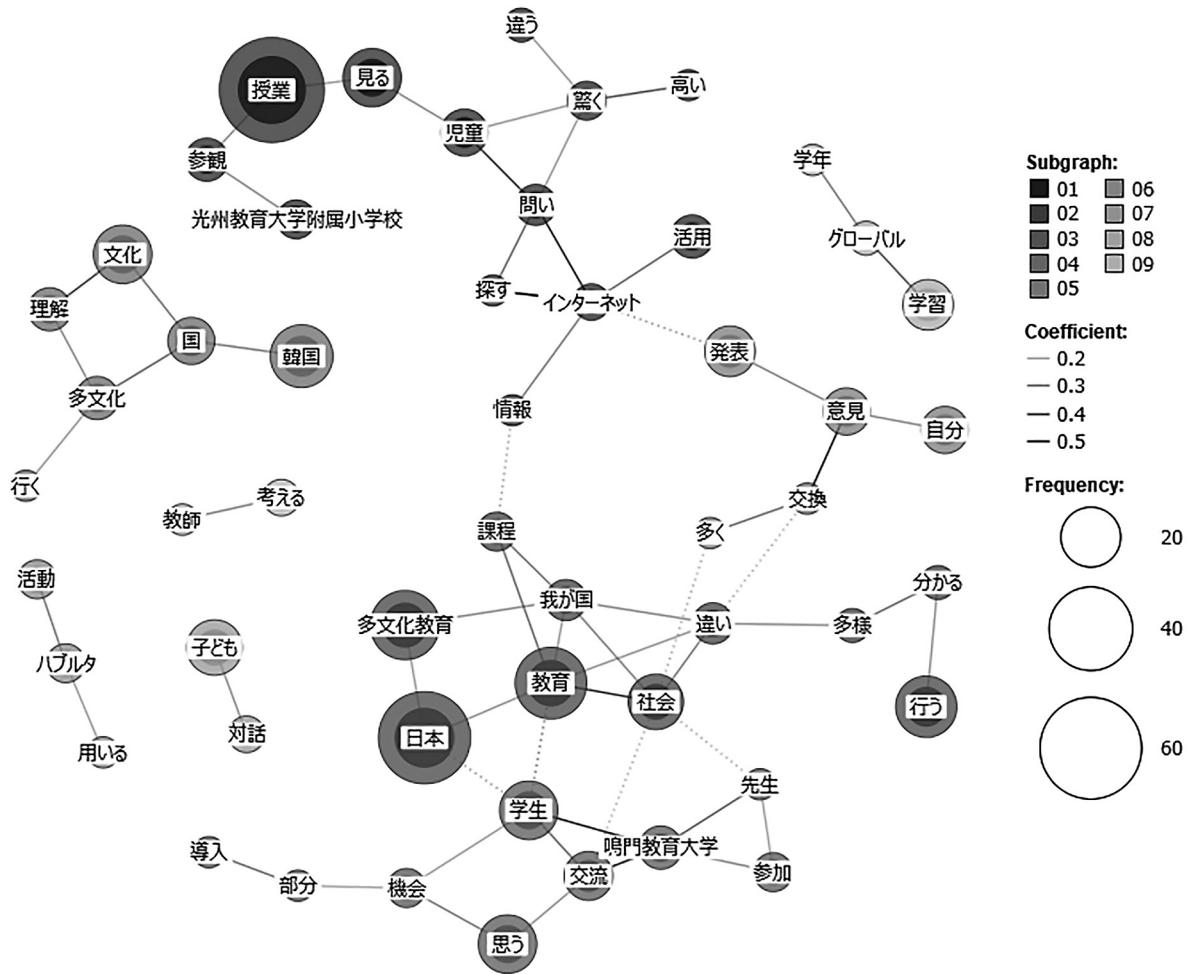 違う
授業
見る
驚く
高い
児童
参観
学年
問い
光州教育大学附属小学校
活用
グローバル
文化
探す
インターネット
学習
理解
国
韓国
発表
多文化
情報
意見
自分
行く
教師
考える
交換
課程
多く
活動
分かる
我が国
多文化教育
違い
多様
子ども
ハブルタ
教育
社会
行う
対話
日本
用いる
先生
学生
鳴門教育大学
導入
交流
参加
部分
機会
思う
Subgraph:
01 06
02 07
03 08
04 09
05
Coefficient:
0.2
0.3
0.4
0.5
Frequency:
20
40
60